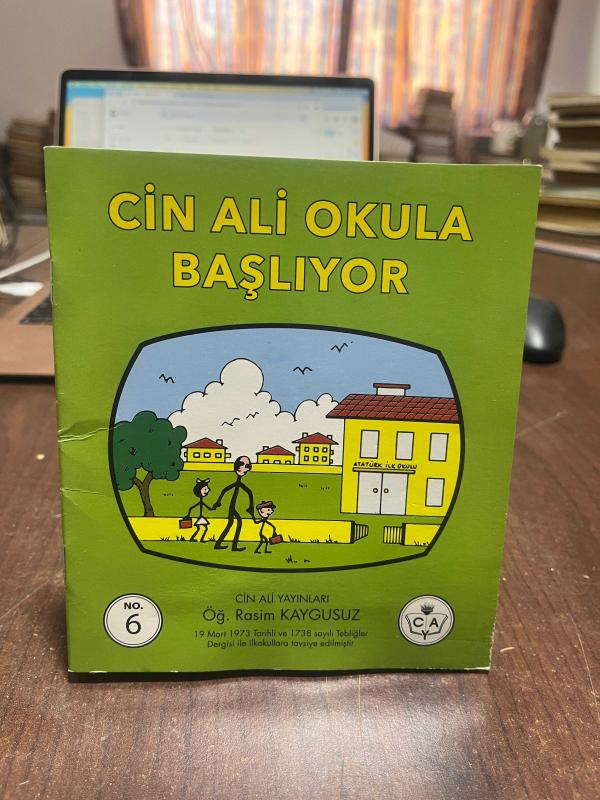 CİN ALİ OKULA
BAŞLIYOR
ATATÜRK İLK OKULU
NO.
6
CİN ALİ YAYINLARI
Öğ. Rasim KAYGUSUZ
19 Mart 1973 Tarihli ve 1738 sayılı Tebliğler
Dergisi ile ilkokullara tavsiye edilmiştir
C A
Y